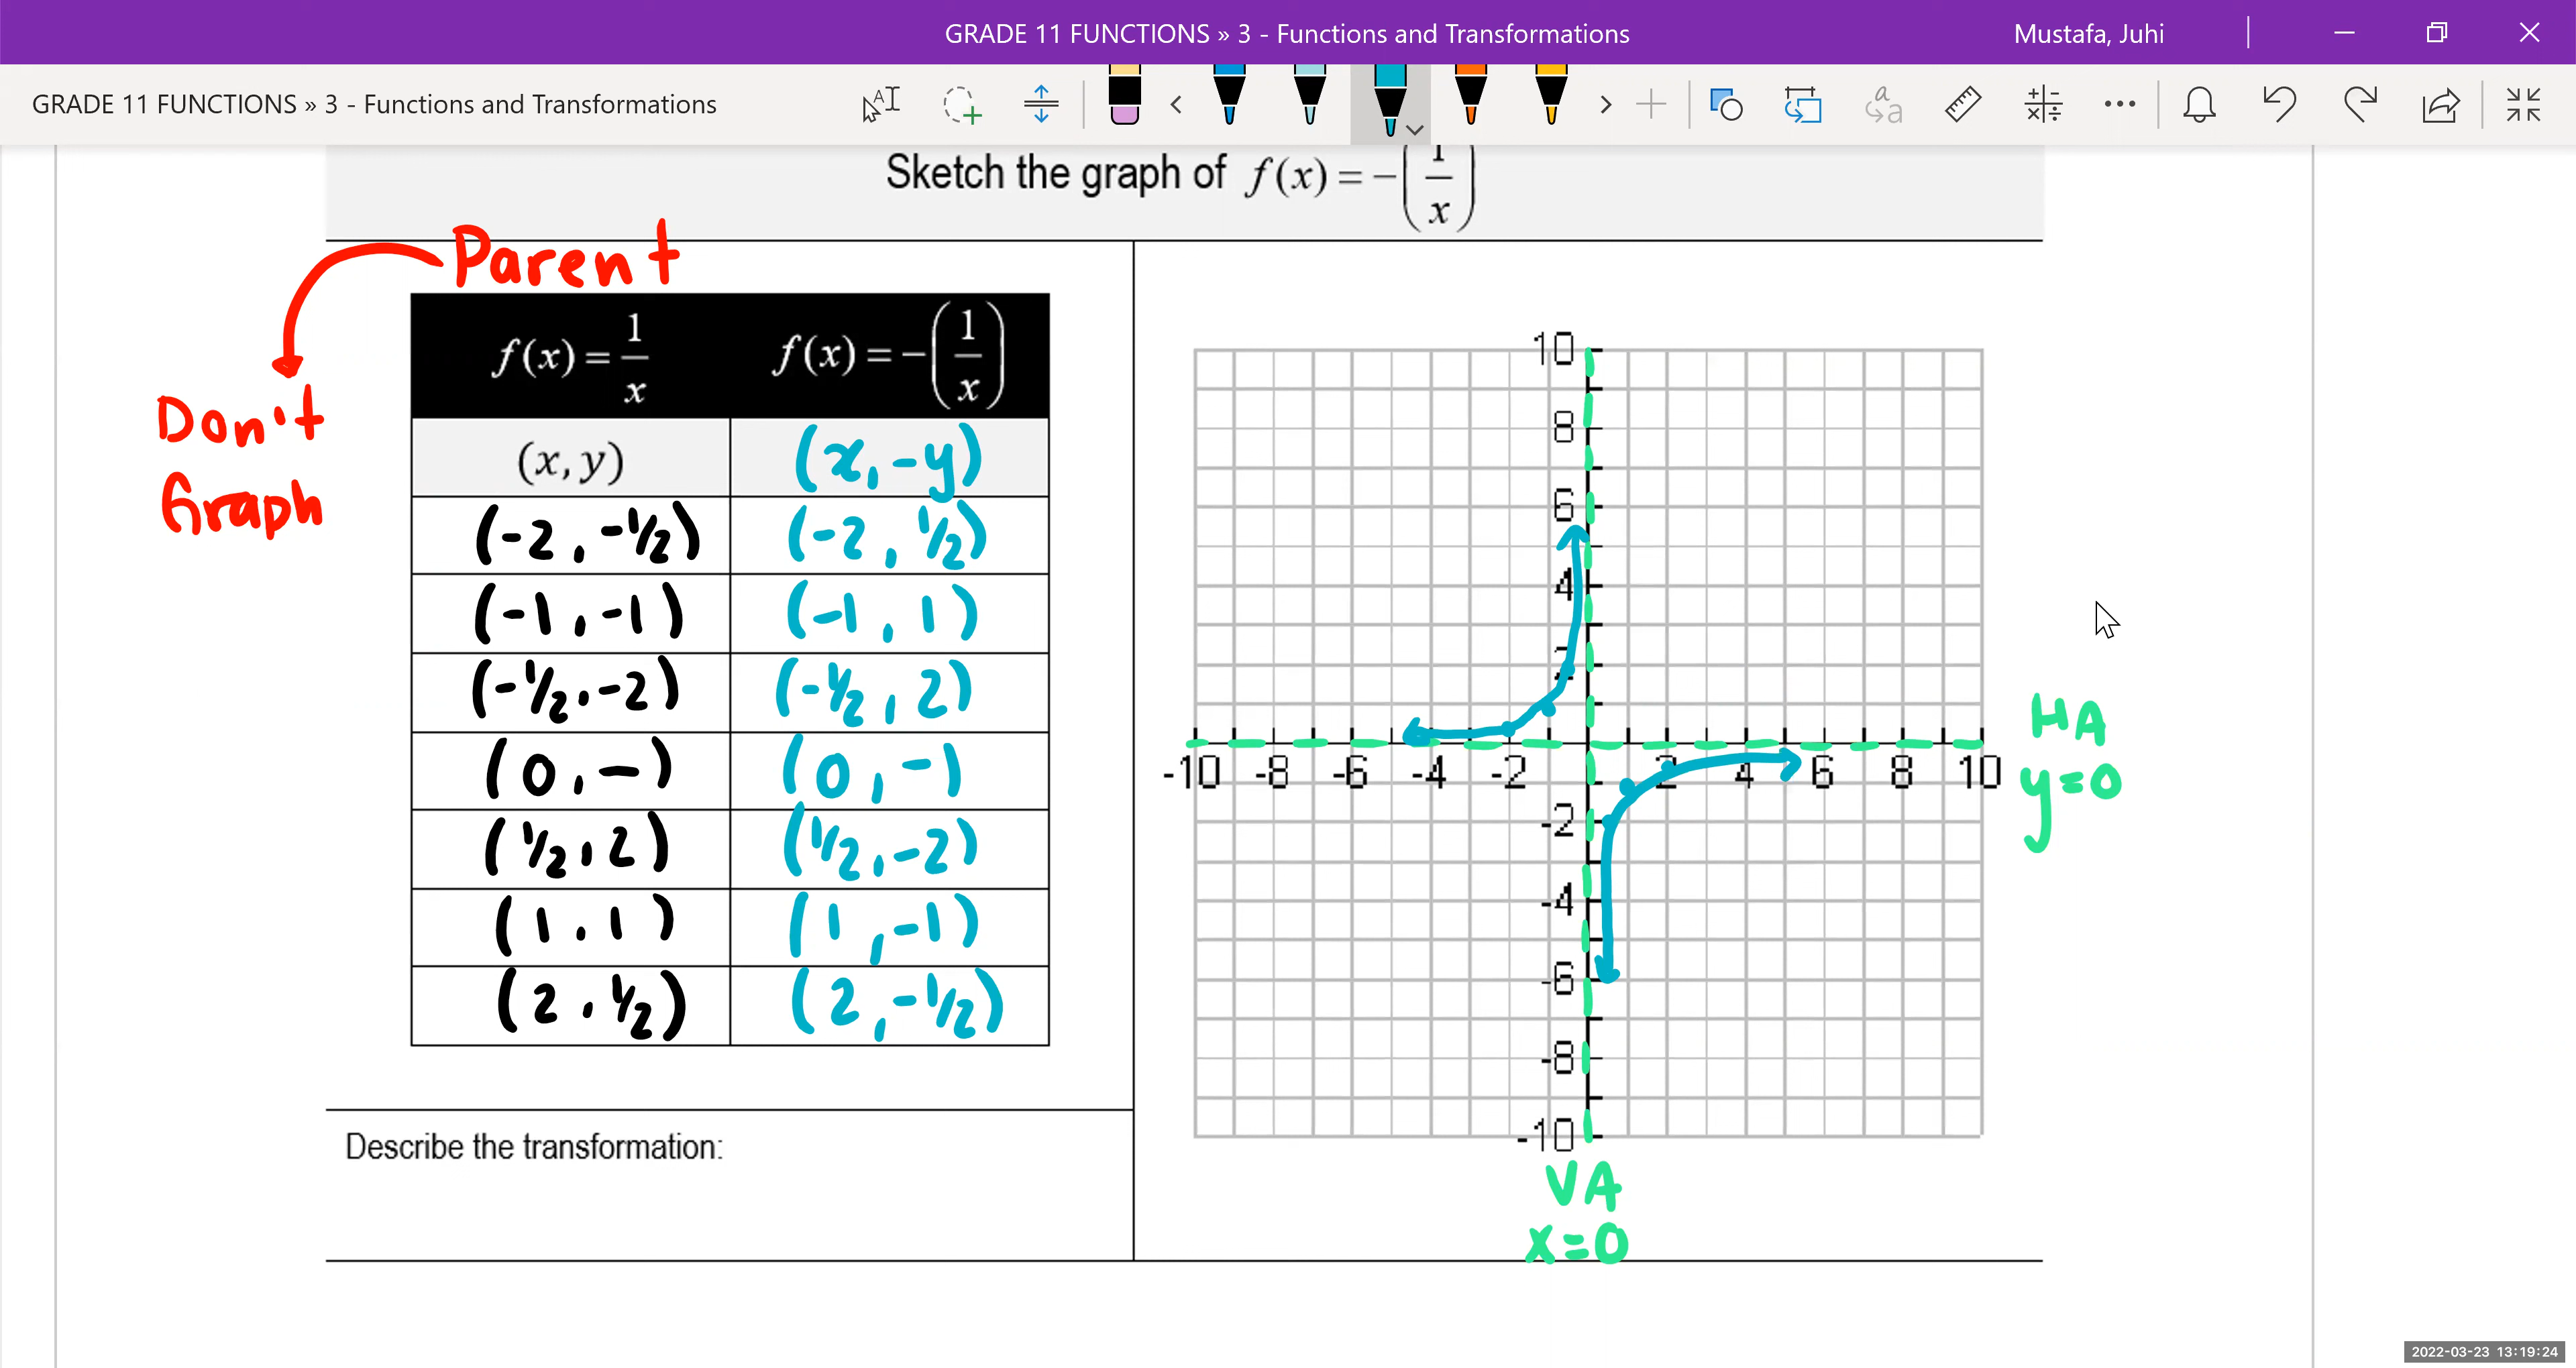 GRADE 11 FUNCTIONS » 3 - Functions and Transformations
Mustafa, Juhi
GRADE 11 FUNCTIONS » 3 - Functions and Transformations
Sketch the graph of f(x) = -(1/x)
Parent
Don't
Graph
f(x) = 1/x f(x) = -(1/x)
(x, y) (x, -y)
(-2, -1/2) (-2, 1/2)
(-1, -1) (-1, 1)
(-1/2, -2) (-1/2, 2)
(0, -) (0, -)
(1/2, 2) (1/2, -2)
(1, 1) (1, -1)
(2, 1/2) (2, -1/2)
10
8
6
4
2
-10 -8 -6 -4 -2 2 4 6 8 10
-2
-4
-6
-8
-10
HA
y=0
VA
x=0
Describe the transformation:
2022-03-23 13:19:24